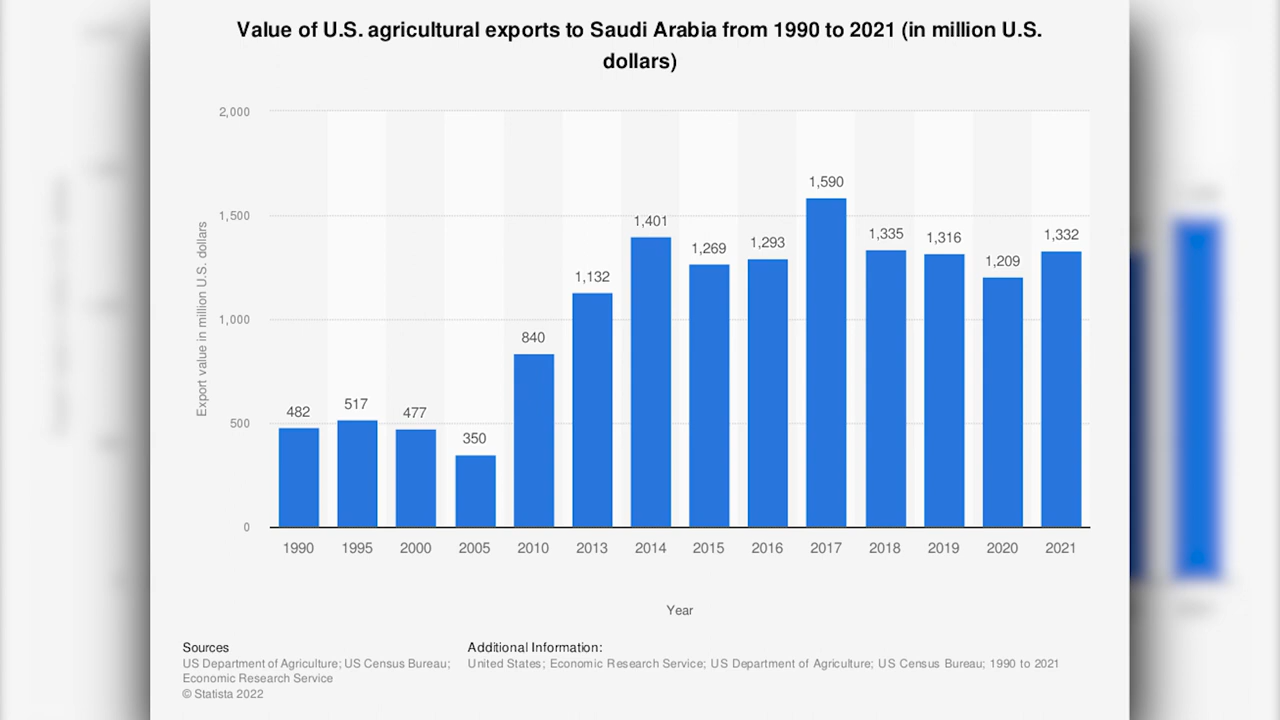 Value of U.S. agricultural exports to Saudi Arabia from 1990 to 2021 (in million U.S.
dollars)
Export value in million U.S. dollars
2,000
1,500
1,000
500
0
482
517
477
350
840
1,132
1,401
1,269
1,293
1,590
1,335
1,316
1,209
1,332
1990 1995 2000 2005 2010 2013 2014 2015 2016 2017 2018 2019 2020 2021
Year
Sources
US Department of Agriculture; US Census Bureau;
Economic Research Service
© Statista 2022
Additional Information:
United States; Economic Research Service; US Department of Agriculture; US Census Bureau; 1990 to 2021